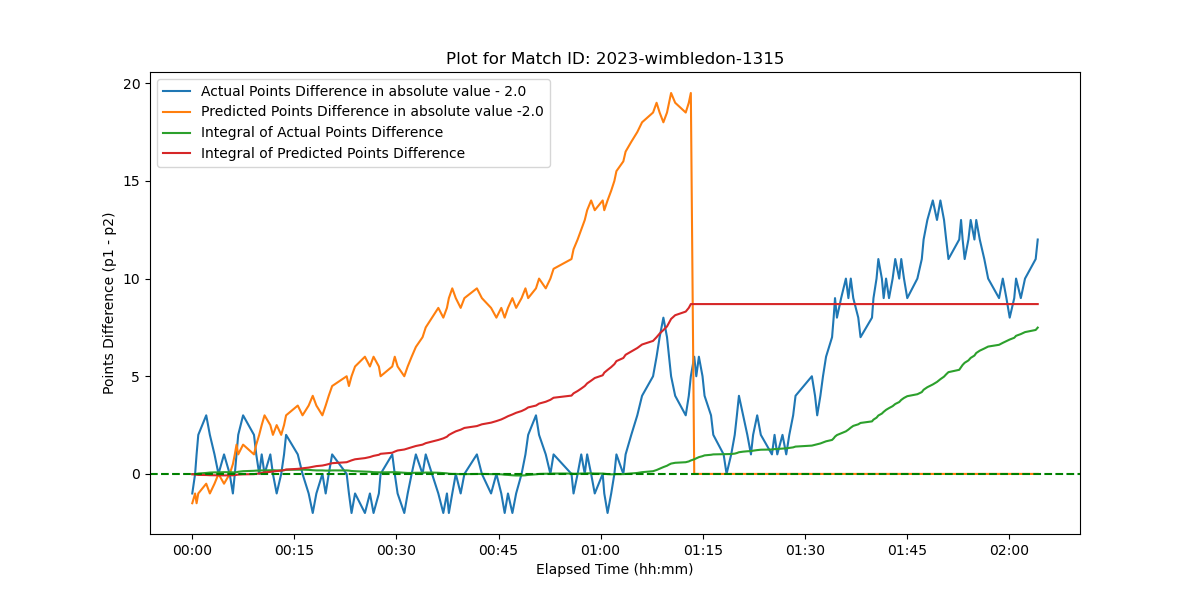 Plot for Match ID: 2023-wimbledon-1315
Actual Points Difference in absolute value - 2.0
Predicted Points Difference in absolute value -2.0
Integral of Actual Points Difference
Integral of Predicted Points Difference
Points Difference (p1 - p2)
20
15
10
5
0
00:00 00:15 00:30 00:45 01:00 01:15 01:30 01:45 02:00
Elapsed Time (hh:mm)